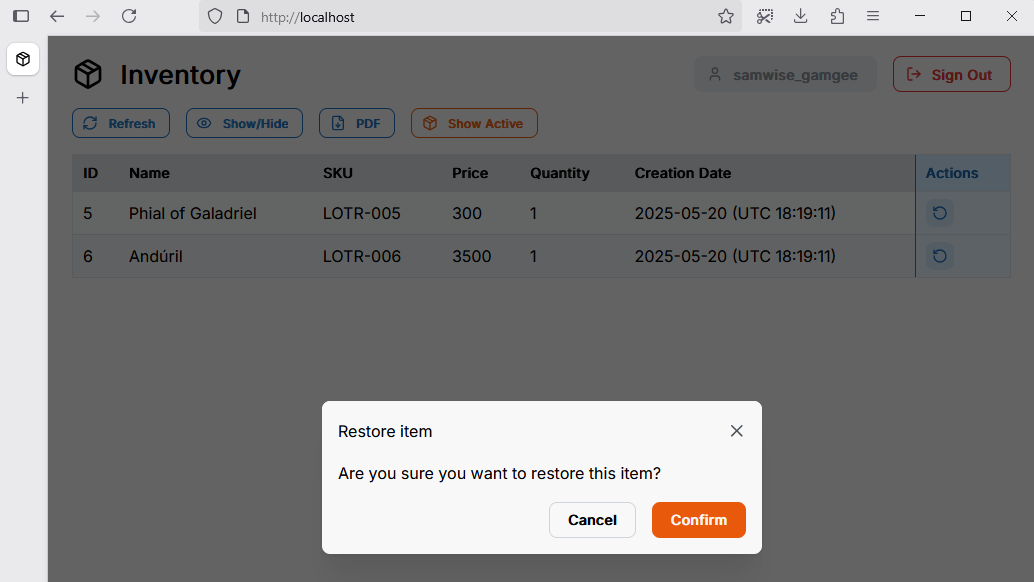 http://localhost
Inventory
samwise_gamgee
Sign Out
Refresh
Show/Hide
PDF
Show Active
ID Name SKU Price Quantity Creation Date Actions
5 Phial of Galadriel LOTR-005 300 1 2025-05-20 (UTC 18:19:11)
6 Andúril LOTR-006 3500 1 2025-05-20 (UTC 18:19:11)
Restore item
Are you sure you want to restore this item?
Cancel
Confirm